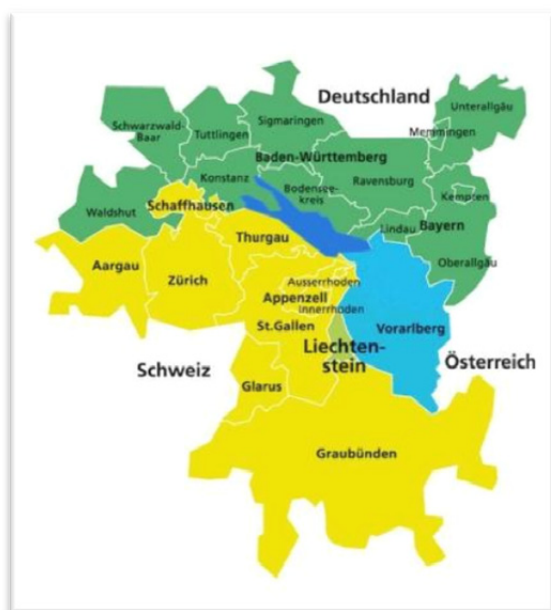 Deutschland
Unterallgäu
Sigmaringen
Schwarzwald-
Baar
Tuttlingen
Memmingen
Baden-Württemberg
Konstanz
Bodensee-
kreis
Ravensburg
Kempten
Schaffhausen
Waldshut
Lindau
Bayern
Thurgau
Oberallgäu
Aargau
Zürich
Ausserrhoden
Appenzell
Innerrhoden
St.Gallen
Vorarlberg
Liechten-
stein
Schweiz
Österreich
Glarus
Graubünden